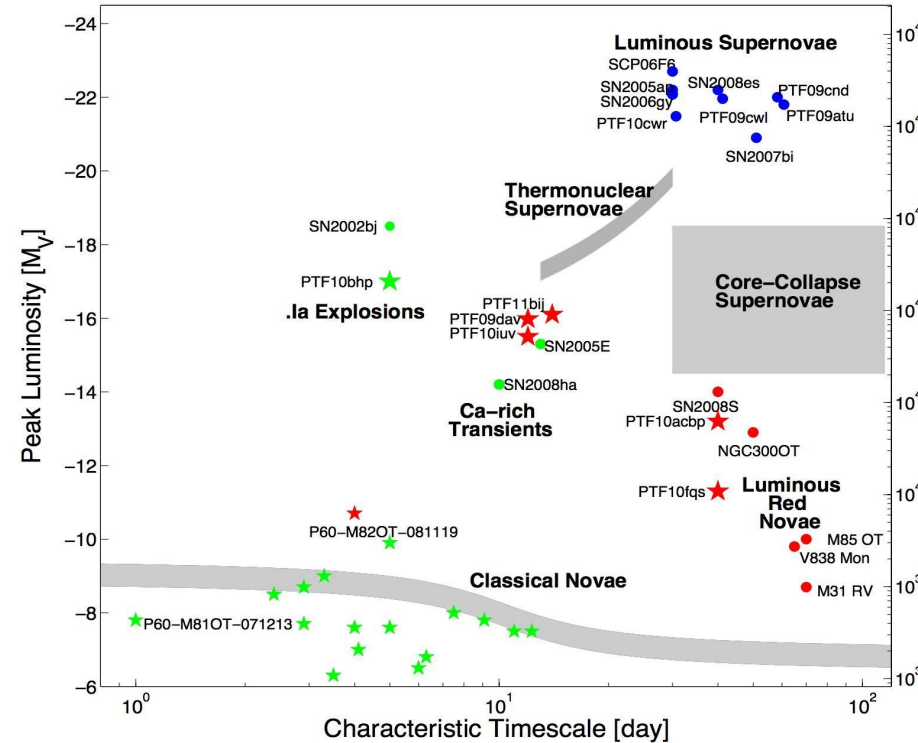 −24
−22
−20
−18
−16
−14
−12
−10
−8
−6
Peak Luminosity [M_V]
Luminous Supernovae
SCP06F6
SN2005ap
SN2008es
PTF09cnd
SN2006gy
PTF10cwr
PTF09cwl
PTF09atu
SN2007bi
Thermonuclear
Supernovae
SN2002bj
PTF10bhp
.Ia Explosions
Core−Collapse
Supernovae
PTF11bij
PTF09dav
PTF10iuv
SN2005E
SN2008ha
Ca−rich
Transients
SN2008S
PTF10acbp
NGC300OT
PTF10fqs
Luminous
Red
Novae
P60−M82OT−081119
M85 OT
V838 Mon
M31 RV
Classical Novae
P60−M81OT−071213
10^0
10^1
10^2
Characteristic Timescale [day]